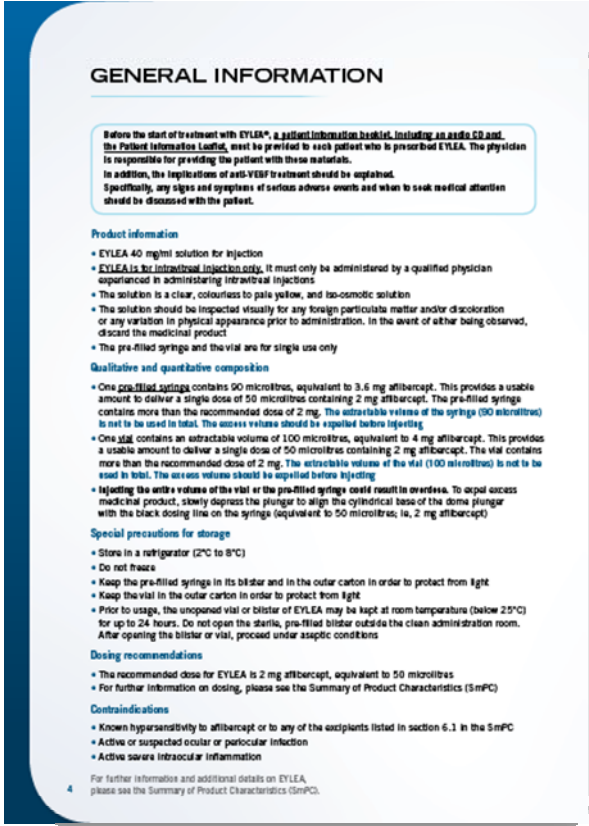 GENERAL INFORMATION
Before the start of treatment with EYLEA®, a patient information booklet, including an audio CD and
the Patient Information Leaflet, must be provided to each patient who is prescribed EYLEA. The physician
is responsible for providing the patient with these materials.
In addition, the implications of anti-VEGF treatment should be explained.
Specifically, any signs and symptoms of serious adverse events and when to seek medical attention
should be discussed with the patient.
Product information
• EYLEA 40 mg/ml solution for injection
• EYLEA is for intravitreal injection only. It must only be administered by a qualified physician
experienced in administering intravitreal injections
• The solution is a clear, colourless to pale yellow, and iso-osmotic solution
• The solution should be inspected visually for any foreign particulate matter and/or discoloration
or any variation in physical appearance prior to administration. In the event of either being observed,
discard the medicinal product
• The pre-filled syringe and the vial are for single use only
Qualitative and quantitative composition
• One pre-filled syringe contains 90 microlitres, equivalent to 3.6 mg aflibercept. This provides a usable
amount to deliver a single dose of 50 microlitres containing 2 mg aflibercept. The pre-filled syringe
contains more than the recommended dose of 2 mg. The extractable volume of the syringe (90 microlitres)
is not to be used in total. The excess volume should be expelled before injecting
• One vial contains an extractable volume of 100 microlitres, equivalent to 4 mg aflibercept. This provides
a usable amount to deliver a single dose of 50 microlitres containing 2 mg aflibercept. The vial contains
more than the recommended dose of 2 mg. The extractable volume of the vial (100 microlitres) is not to be
used in total. The excess volume should be expelled before injecting
• Injecting the entire volume of the vial or the pre-filled syringe could result in overdose. To expel excess
medicinal product, slowly depress the plunger to align the cylindrical base of the dome plunger
with the black dosing line on the syringe (equivalent to 50 microlitres; ie, 2 mg aflibercept)
Special precautions for storage
• Store in a refrigerator (2°C to 8°C)
• Do not freeze
• Keep the pre-filled syringe in its blister and in the outer carton in order to protect from light
• Keep the vial in the outer carton in order to protect from light
• Prior to usage, the unopened vial or blister of EYLEA may be kept at room temperature (below 25°C)
for up to 24 hours. Do not open the sterile, pre-filled blister outside the clean administration room.
After opening the blister or vial, proceed under aseptic conditions
Dosing recommendations
• The recommended dose for EYLEA is 2 mg aflibercept, equivalent to 50 microlitres
• For further information on dosing, please see the Summary of Product Characteristics (SmPC)
Contraindications
• Known hypersensitivity to aflibercept or to any of the excipients listed in section 6.1 in the SmPC
• Active or suspected ocular or periocular infection
• Active severe intraocular inflammation
For further information and additional details on EYLEA,
4 please see the Summary of Product Characteristics (SmPC).